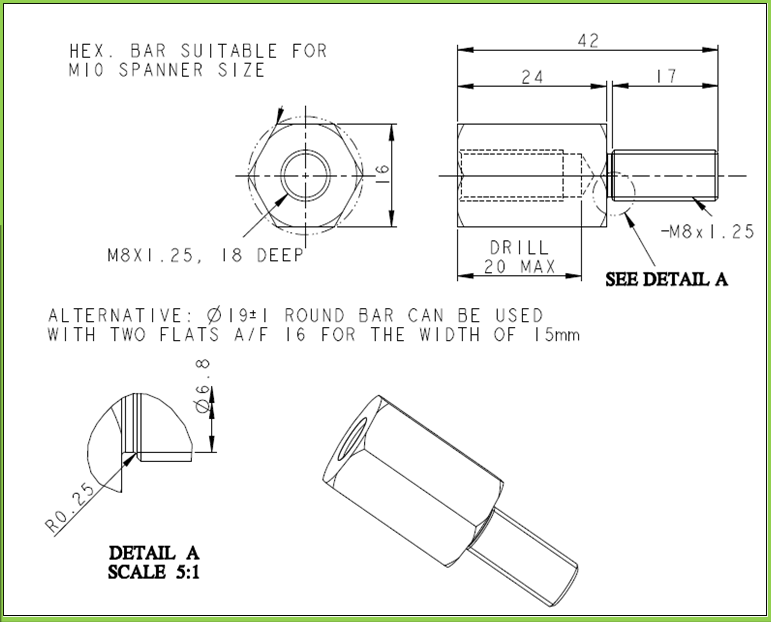 HEX. BAR SUITABLE FOR
M10 SPANNER SIZE
42
24
17
16
M8X1.25, 18 DEEP
-M8x1.25
DRILL
20 MAX
SEE DETAIL A
ALTERNATIVE: Ø19±1 ROUND BAR CAN BE USED
WITH TWO FLATS A/F 16 FOR THE WIDTH OF 15mm
Ø6.8
R0.25
DETAIL A
SCALE 5:1